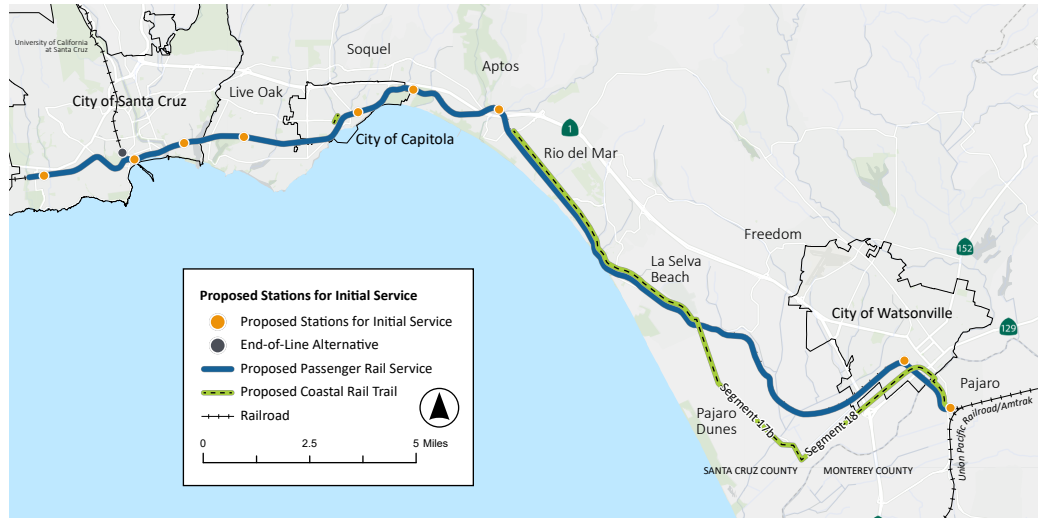 University of California
at Santa Cruz
City of Santa Cruz
Live Oak
Soquel
Aptos
City of Capitola
1
Rio del Mar
La Selva
Beach
Freedom
152
City of Watsonville
129
Pajaro
Pajaro
Dunes
Segment 17b
Segment 18
SANTA CRUZ COUNTY
MONTEREY COUNTY
Union Pacific Railroad/Amtrak
1
Proposed Stations for Initial Service
Proposed Stations for Initial Service
End-of-Line Alternative
Proposed Passenger Rail Service
Proposed Coastal Rail Trail
Railroad
0 2.5 5 Miles